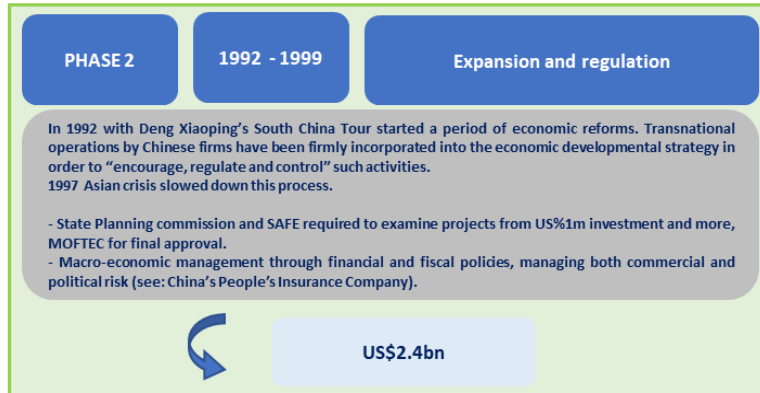 PHASE 2
1992 - 1999
Expansion and regulation
In 1992 with Deng Xiaoping's South China Tour started a period of economic reforms. Transnational
operations by Chinese firms have been firmly incorporated into the economic developmental strategy in
order to "encourage, regulate and control" such activities.
1997 Asian crisis slowed down this process.
- State Planning commission and SAFE required to examine projects from US%1m investment and more,
MOFTEC for final approval.
- Macro-economic management through financial and fiscal policies, managing both commercial and
political risk (see: China's People's Insurance Company).
US$2.4bn